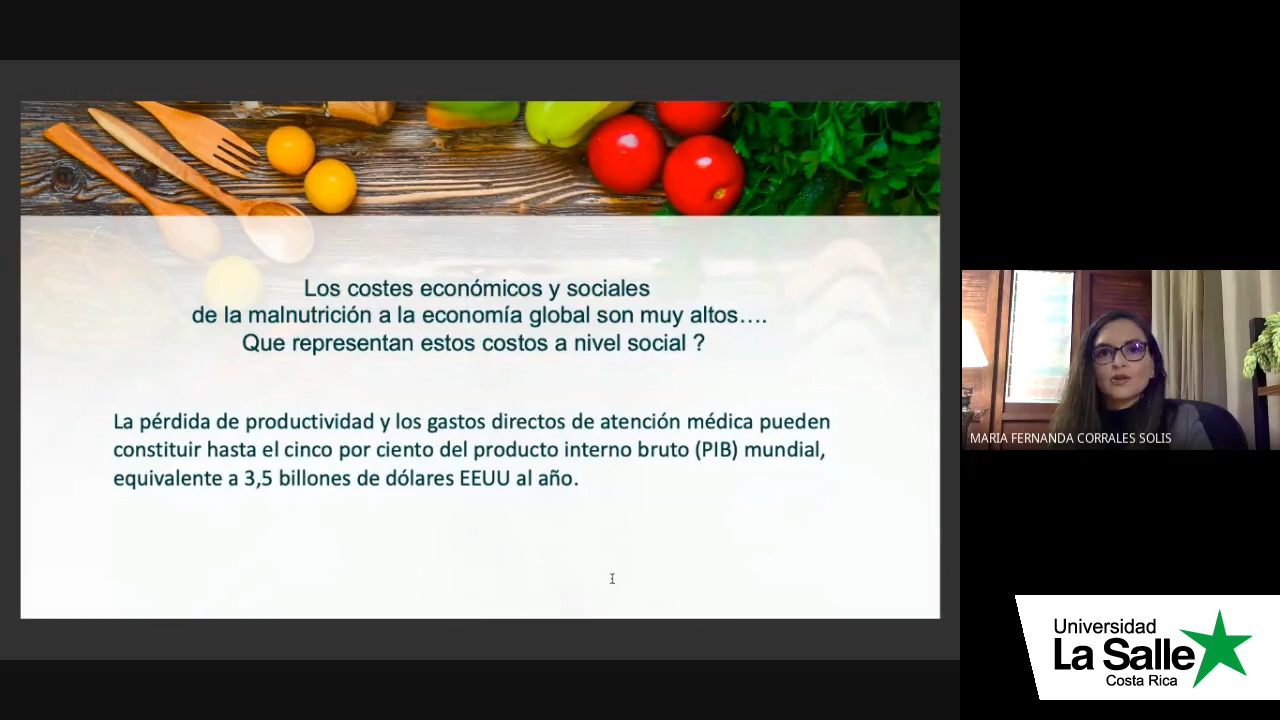 Los costes económicos y sociales
de la malnutrición a la economía global son muy altos….
Que representan estos costos a nivel social ?
La pérdida de productividad y los gastos directos de atención médica pueden
constituir hasta el cinco por ciento del producto interno bruto (PIB) mundial,
equivalente a 3,5 billones de dólares EEUU al año.
MARIA FERNANDA CORRALES SOLIS
Universidad
La Salle
Costa Rica